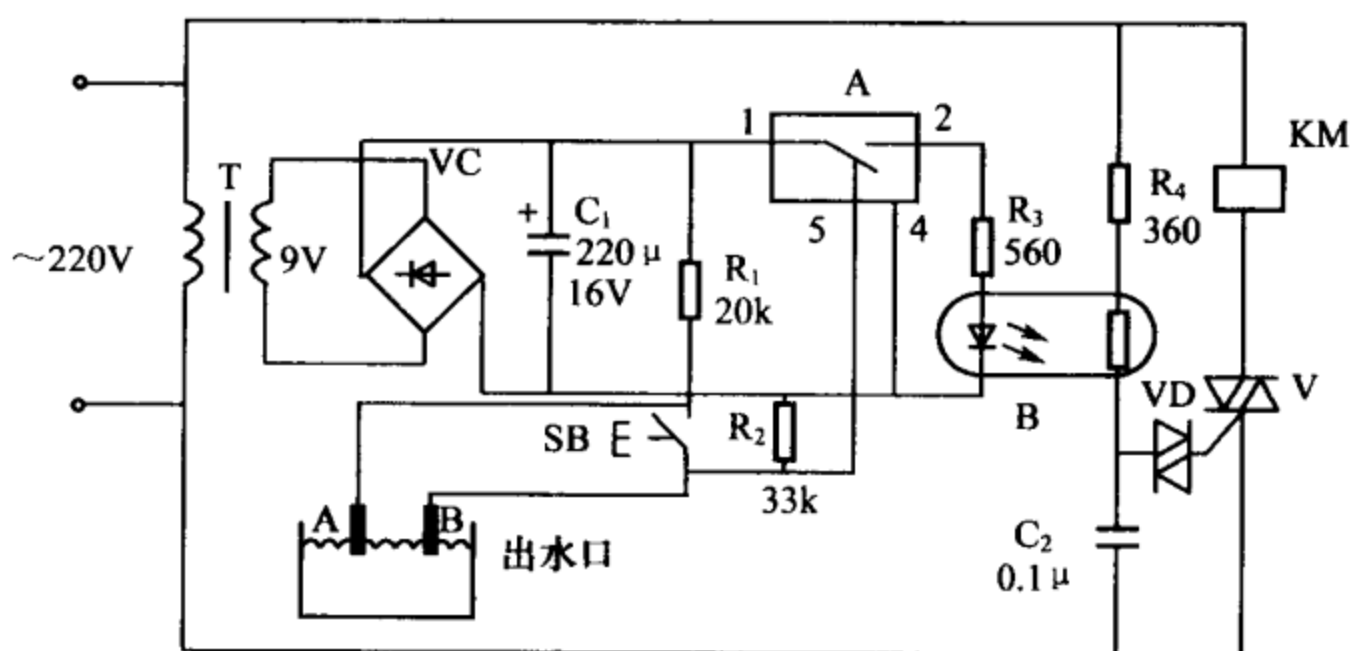 ~220V
T
9V
VC
+
C₁
220μ
16V
R₁
20k
A
1
2
5
4
R₃
560
R₄
360
KM
B
VD
V
SB
R₂
33k
A
B
出水口
C₂
0.1μ